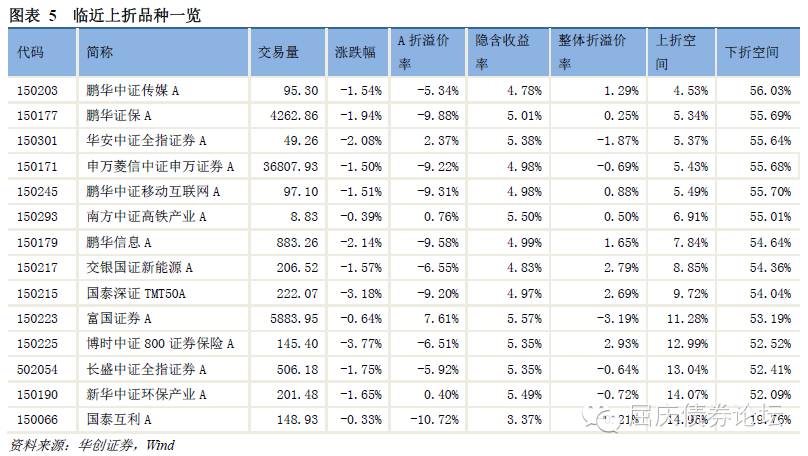 图表 5 临近上折品种一览
代码 简称 交易量 涨跌幅 A 折溢价率 隐含收益率 整体折溢价率 上折空间 下折空间
150203 鹏华中证传媒 A 95.30 -1.54% -5.34% 4.78% 1.29% 4.53% 56.03%
150177 鹏华证保 A 4262.86 -1.94% -9.88% 5.01% 0.25% 5.34% 55.69%
150301 华安中证全指证券 A 49.26 -2.08% 2.37% 5.38% -1.87% 5.37% 55.64%
150171 申万菱信中证申万证券 A 36807.93 -1.50% -9.22% 4.98% -0.69% 5.43% 55.68%
150245 鹏华中证移动互联网 A 97.10 -1.51% -9.31% 4.98% 0.88% 5.49% 55.70%
150293 南方中证高铁产业 A 8.83 -0.39% 0.76% 5.50% 0.50% 6.91% 55.01%
150179 鹏华信息 A 883.26 -2.14% -9.58% 4.99% 1.65% 7.84% 54.64%
150217 交银国证新能源 A 206.52 -1.57% -6.55% 4.83% 2.79% 8.85% 54.36%
150215 国泰深证 TMT50A 222.07 -3.18% -9.20% 4.97% 2.69% 9.72% 54.04%
150223 富国证券 A 5883.95 -0.64% 7.61% 5.57% -3.19% 11.28% 53.19%
150225 博时中证 800 证券保险 A 145.40 -3.77% -6.51% 5.35% 2.93% 12.99% 52.52%
502054 长盛中证全指证券 A 506.18 -1.75% -5.92% 5.35% -0.64% 13.04% 52.41%
150190 新华中证环保产业 A 201.48 -1.65% 0.40% 5.49% -0.72% 14.07% 52.09%
150066 国泰互利 A 148.93 -0.33% -10.72% 3.37% 14.96% 19.76%
屈庆债券论坛
资料来源：华创证券，Wind